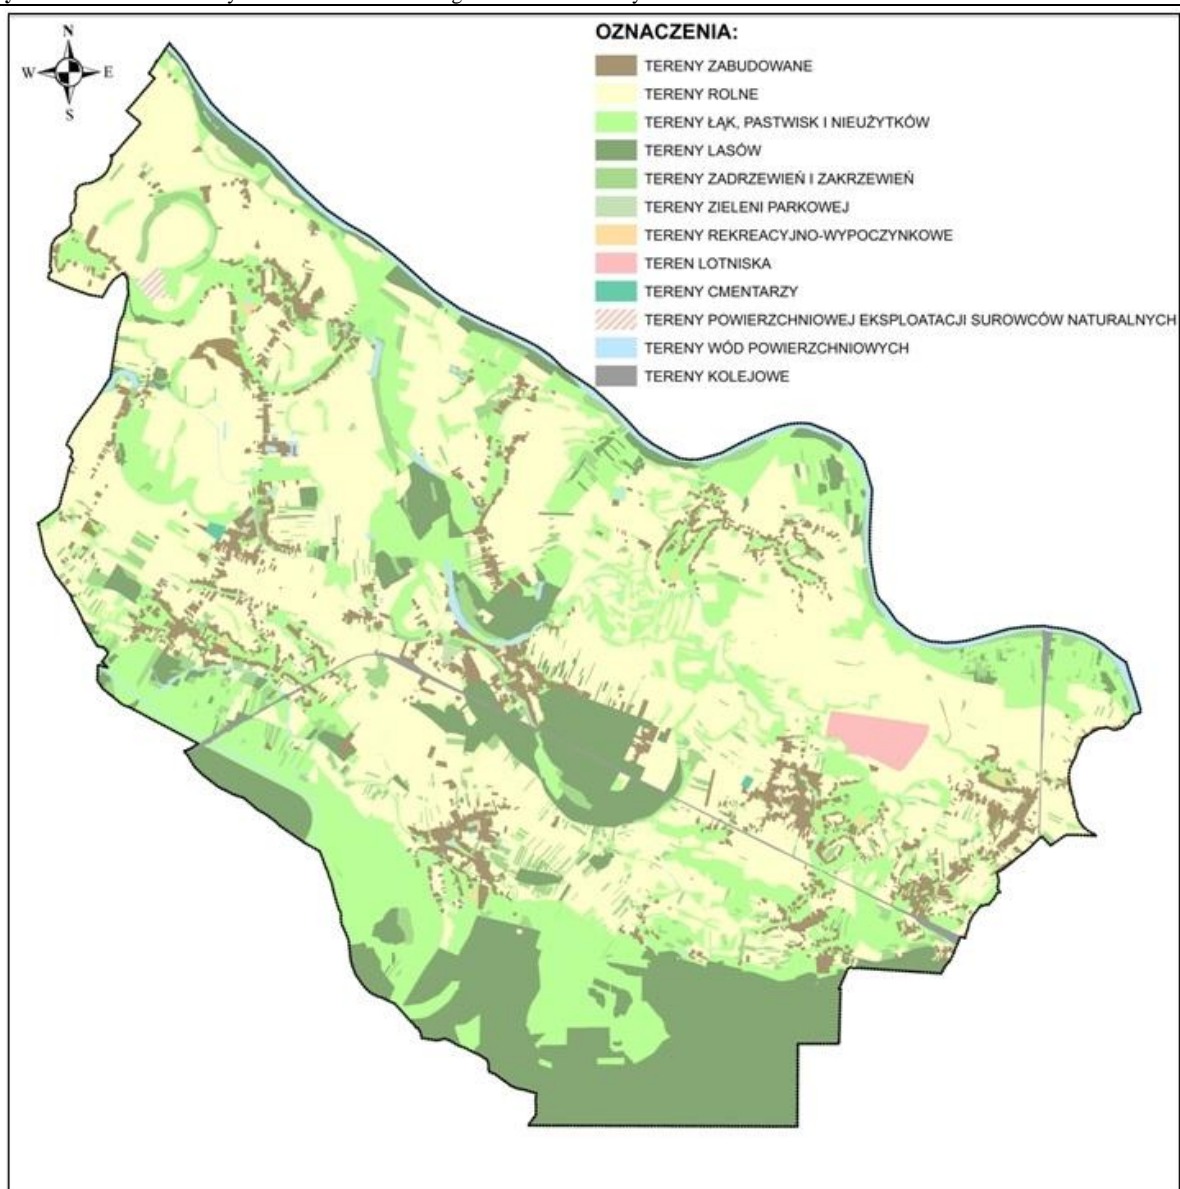 N
W E
S
OZNACZENIA:
TERENY ZABUDOWANE
TERENY ROLNE
TERENY ŁĄK, PASTWISK I NIEUŻYTKÓW
TERENY LASÓW
TERENY ZADRZEWIEŃ I ZAKRZEWIEŃ
TERENY ZIELENI PARKOWEJ
TERENY REKREACYJNO-WYPOCZYNKOWE
TEREN LOTNISKA
TERENY CMENTARZY
TERENY POWIERZCHNIOWEJ EKSPLOATACJI SUROWCÓW NATURALNYCH
TERENY WÓD POWIERZCHNIOWYCH
TERENY KOLEJOWE